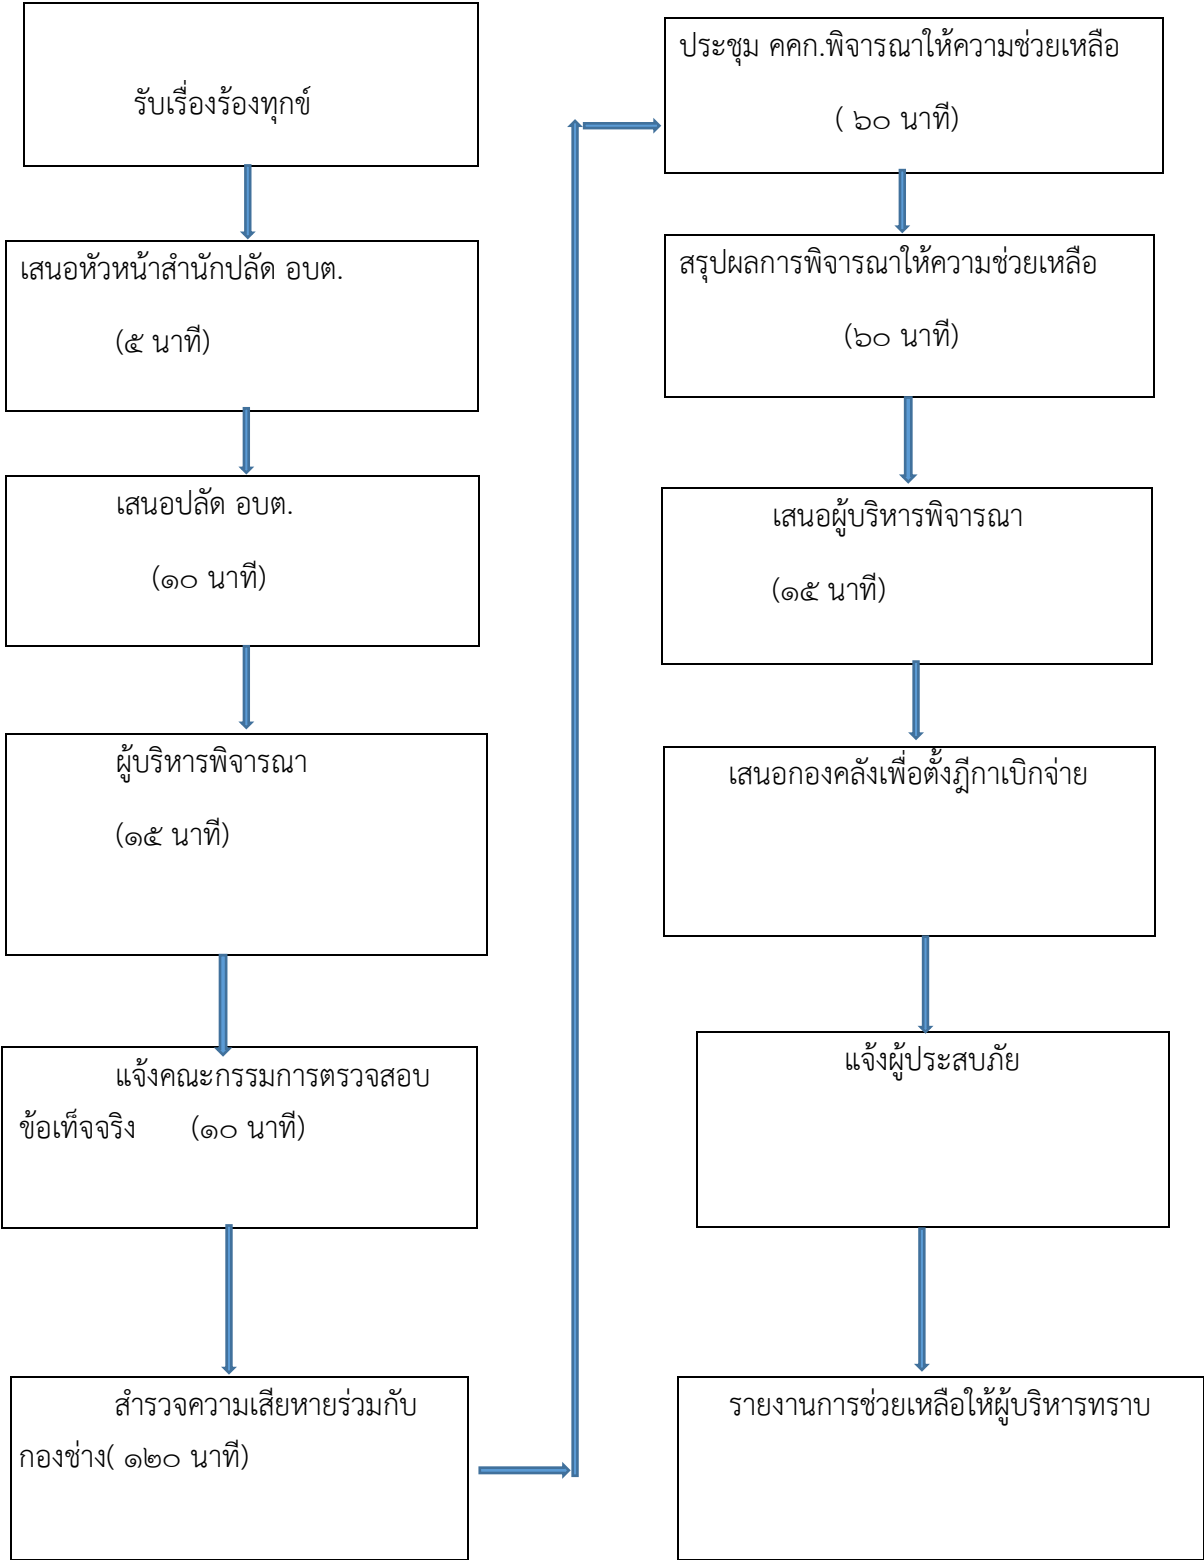 รับเรื่องร้องทุกข์
เสนอหัวหน้าสำนักปลัด อบต.
(๕ นาที)
เสนอปลัด อบต.
(๑๐ นาที)
ผู้บริหารพิจารณา
(๑๕ นาที)
แจ้งคณะกรรมการตรวจสอบ
ข้อเท็จจริง (๑๐ นาที)
สำรวจความเสียหายร่วมกับ
กองช่าง( ๑๒๐ นาที)
ประชุม คคก.พิจารณาให้ความช่วยเหลือ
( ๖๐ นาที)
สรุปผลการพิจารณาให้ความช่วยเหลือ
(๖๐ นาที)
เสนอผู้บริหารพิจารณา
(๑๕ นาที)
เสนอกองคลังเพื่อตั้งฎีกาเบิกจ่าย
แจ้งผู้ประสบภัย
รายงานการช่วยเหลือให้ผู้บริหารทราบ